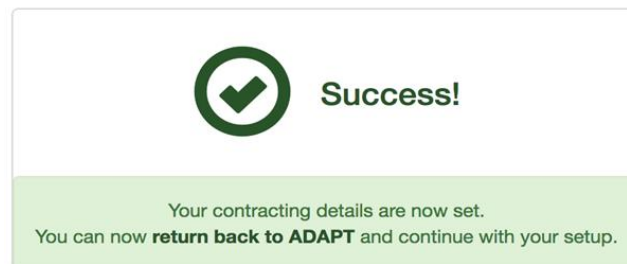 Success!
Your contracting details are now set.
You can now return back to ADAPT and continue with your setup.